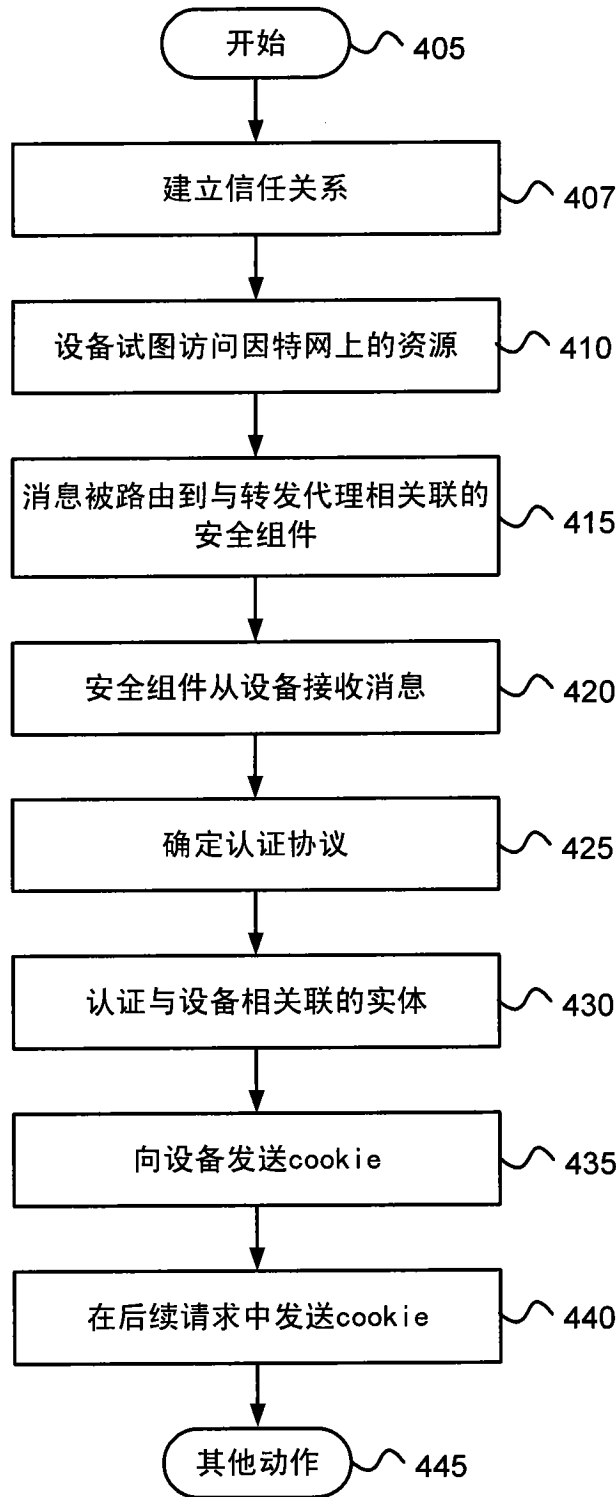 开始
405
建立信任关系
407
设备试图访问因特网上的资源
410
消息被路由到与转发代理相关联的
安全组件
415
安全组件从设备接收消息
420
确定认证协议
425
认证与设备相关联的实体
430
向设备发送cookie
435
在后续请求中发送cookie
440
其他动作
445